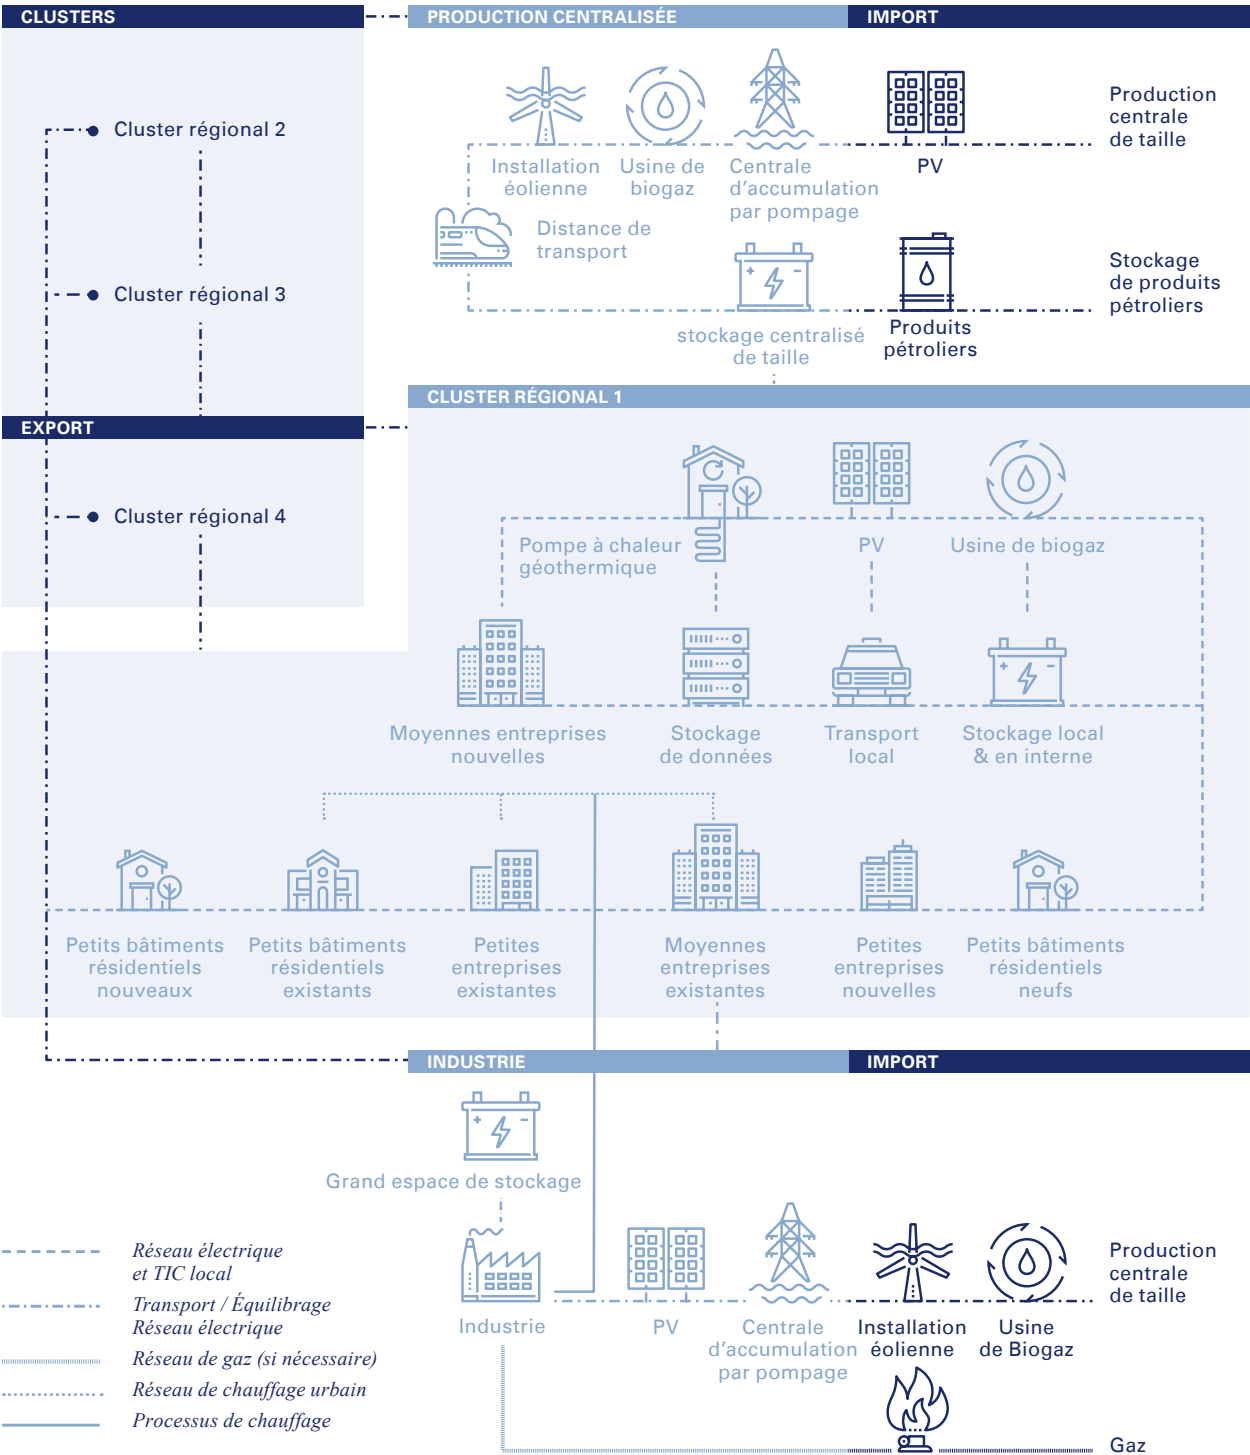 CLUSTERS
Cluster régional 2
Cluster régional 3
EXPORT
Cluster régional 4
PRODUCTION CENTRALISÉE
IMPORT
Installation
éolienne
Usine de
biogaz
Centrale
d'accumulation
par pompage
PV
Production
centrale
de taille
Distance de
transport
stockage centralisé
de taille
Produits
pétroliers
Stockage
de produits
pétroliers
CLUSTER RÉGIONAL 1
Pompe à chaleur
géothermique
PV
Usine de biogaz
Moyennes entreprises
nouvelles
Stockage
de données
Transport
local
Stockage local
& en interne
Petits bâtiments
résidentiels
nouveaux
Petits bâtiments
résidentiels
existants
Petites
entreprises
existantes
Moyennes
entreprises
existantes
Petites
entreprises
nouvelles
Petits bâtiments
résidentiels
neufs
INDUSTRIE
IMPORT
Grand espace de stockage
Industrie
PV
Centrale
d'accumulation
par pompage
Installation
éolienne
Usine
de Biogaz
Production
centrale
de taille
Gaz
Réseau électrique
et TIC local
Transport / Équilibrage
Réseau électrique
Réseau de gaz (si nécessaire)
Réseau de chauffage urbain
Processus de chauffage